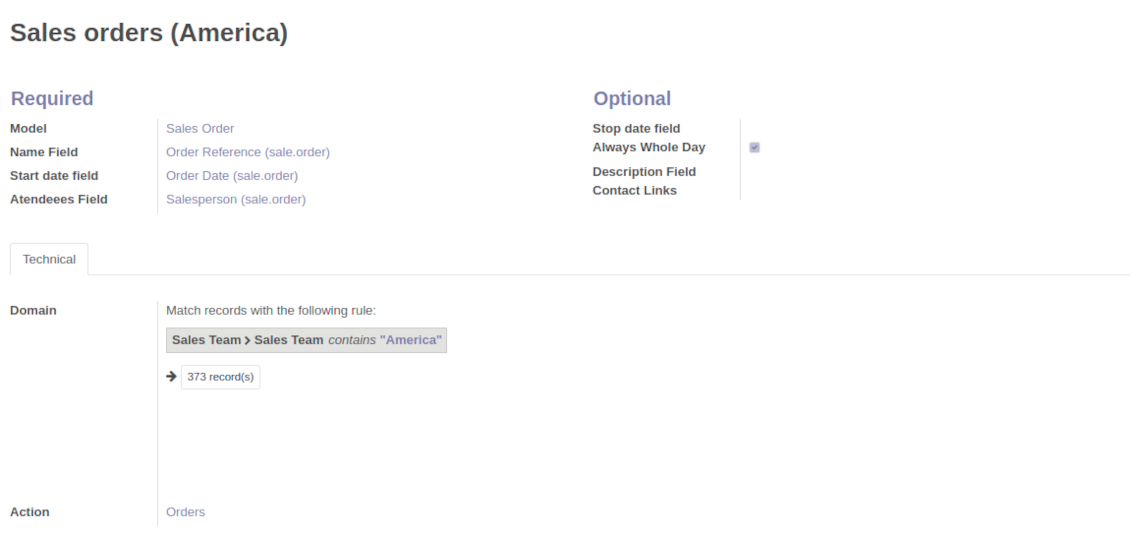 Sales orders (America)
Required
Model Sales Order
Name Field Order Reference (sale.order)
Start date field Order Date (sale.order)
Atendeees Field Salesperson (sale.order)
Optional
Stop date field
Always Whole Day
Description Field
Contact Links
Technical
Domain Match records with the following rule:
Sales Team > Sales Team contains "America"
373 record(s)
Action Orders